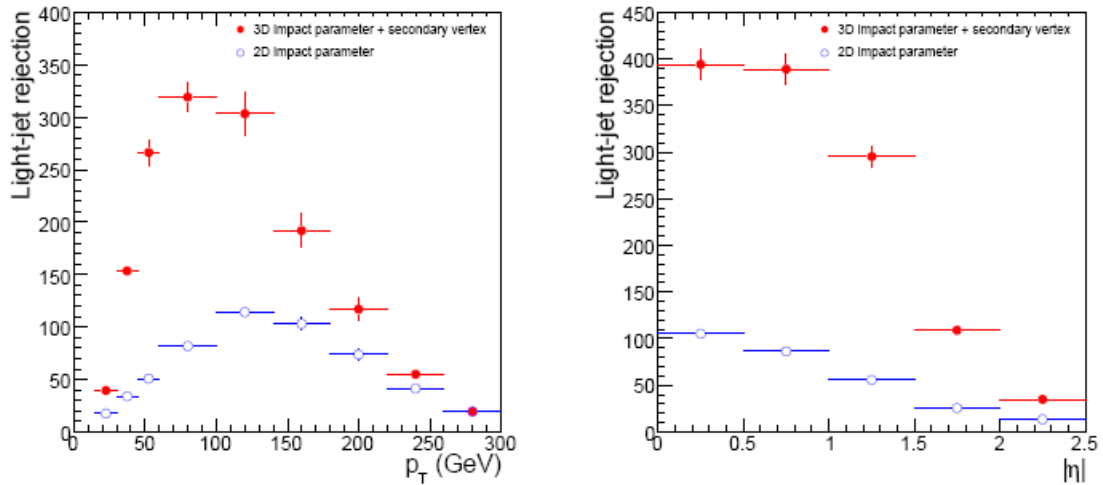 Light-jet rejection
400
350
300
250
200
150
100
50
0
3D Impact parameter + secondary vertex
2D Impact parameter
0 50 100 150 200 250 300
p_T (GeV)
Light-jet rejection
450
400
350
300
250
200
150
100
50
0
3D Impact parameter + secondary vertex
2D Impact parameter
0 0.5 1 1.5 2 2.5
|η|